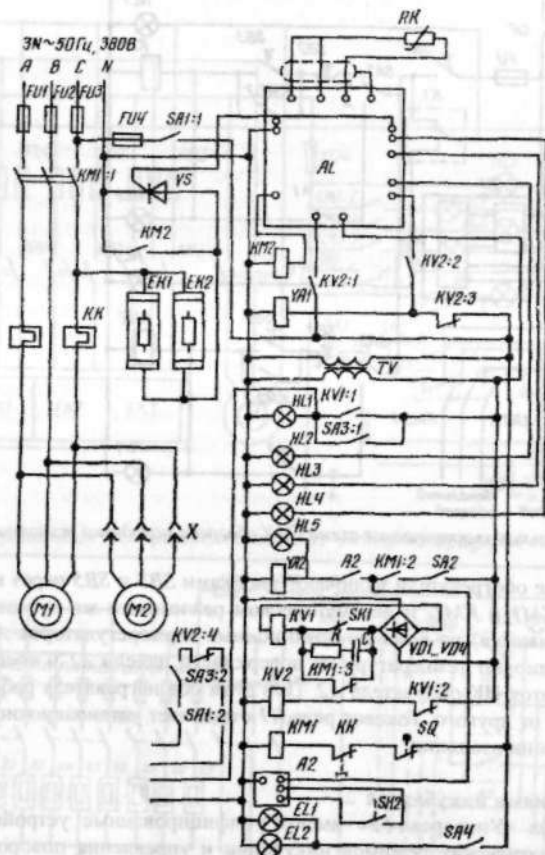 3N~50Гц, 380В
A B C N
FU1 FU2 FU3
FU4 SA1:1
RK
AL
KM1:1
VS
KM2
KM2
KV2:1
KV2:2
EK1 EK2
YA1
KV2:3
KK
TV
HL1
KV1:1
SA3:1
HL2
HL3
HL4
X
HL5
YA2
A2 KM1:2 SA2
M1 M2
KV1
SK1
R C
VD1_VD4
KM1:3
KV2:4
KV2
KV1:2
SA3:2
KM1 KK SQ
SA1:2
A2
SK2
EL1
EL2
SA4